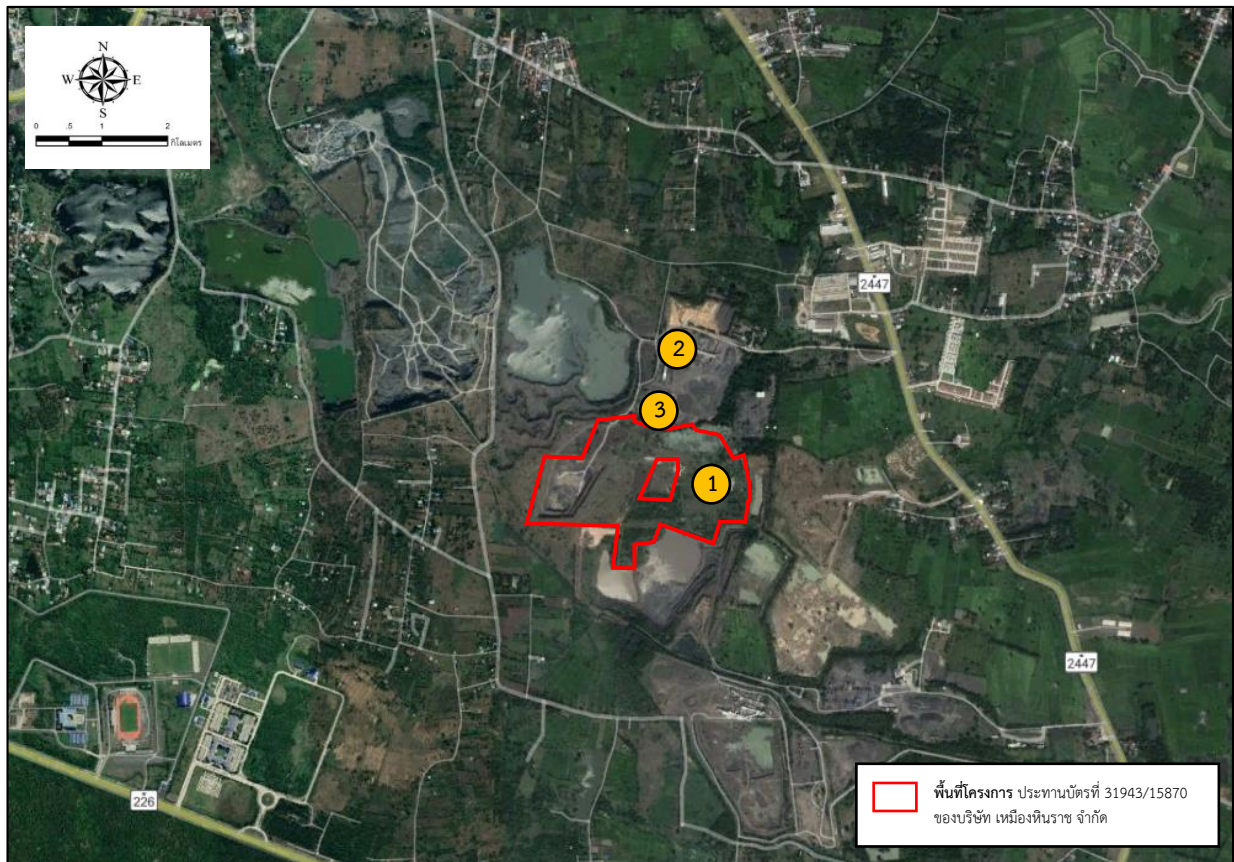 N
W E
S
0 .5 1 2
กิโลเมตร
2447
2
3
1
2447
226
พื้นที่โครงการ ประทานบัตรที่ 31943/15870
ของบริษัท เหมืองหินราช จำกัด